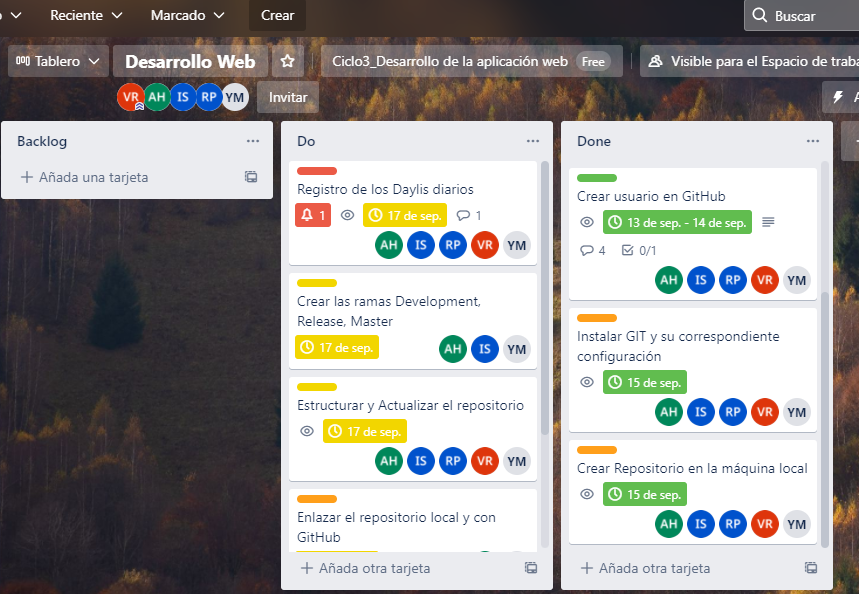 Reciente
Marcado
Crear
Buscar
Tablero
Desarrollo Web
Ciclo3_Desarrollo de la aplicación web Free
Visible para el Espacio de traba
VR AH IS RP YM
Invitar
Backlog
Añada una tarjeta
Do
Registro de los Daylis diarios
1
17 de sep.
1
AH IS RP VR YM
Crear las ramas Development,
Release, Master
17 de sep.
AH IS YM
Estructurar y Actualizar el repositorio
17 de sep.
AH IS RP VR YM
Enlazar el repositorio local y con
GitHub
Añada otra tarjeta
Done
Crear usuario en GitHub
13 de sep. - 14 de sep.
4
0/1
AH IS RP VR YM
Instalar GIT y su correspondiente
configuración
15 de sep.
AH IS RP VR YM
Crear Repositorio en la máquina local
15 de sep.
AH IS RP VR YM
Añada otra tarjeta